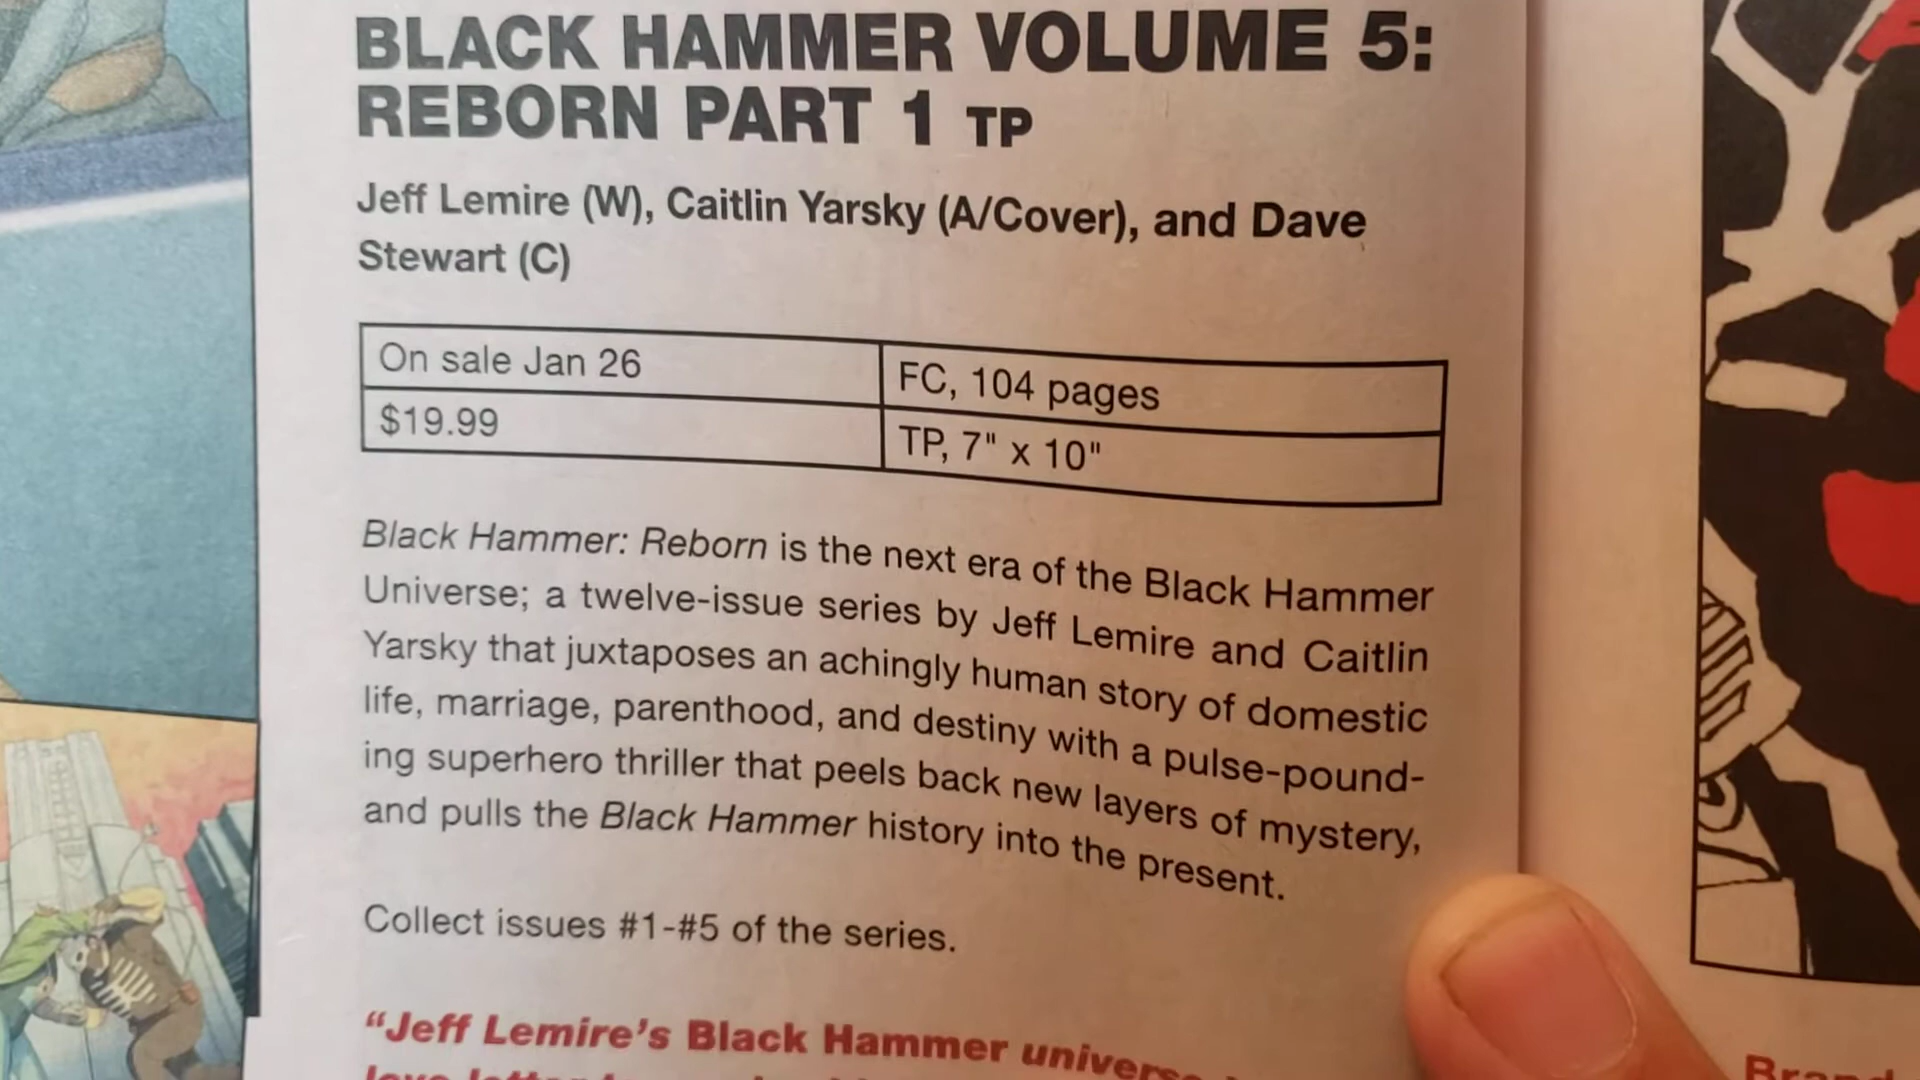 BLACK HAMMER VOLUME 5:
REBORN PART 1 TP
Jeff Lemire (W), Caitlin Yarsky (A/Cover), and Dave
Stewart (C)
On sale Jan 26
FC, 104 pages
$19.99
TP, 7" x 10"
Black Hammer: Reborn is the next era of the Black Hammer
Universe; a twelve-issue series by Jeff Lemire and Caitlin
Yarsky that juxtaposes an achingly human story of domestic
life, marriage, parenthood, and destiny with a pulse-pound-
ing superhero thriller that peels back new layers of mystery,
and pulls the Black Hammer history into the present.
Collect issues #1-#5 of the series.
“Jeff Lemire’s Black Hammer